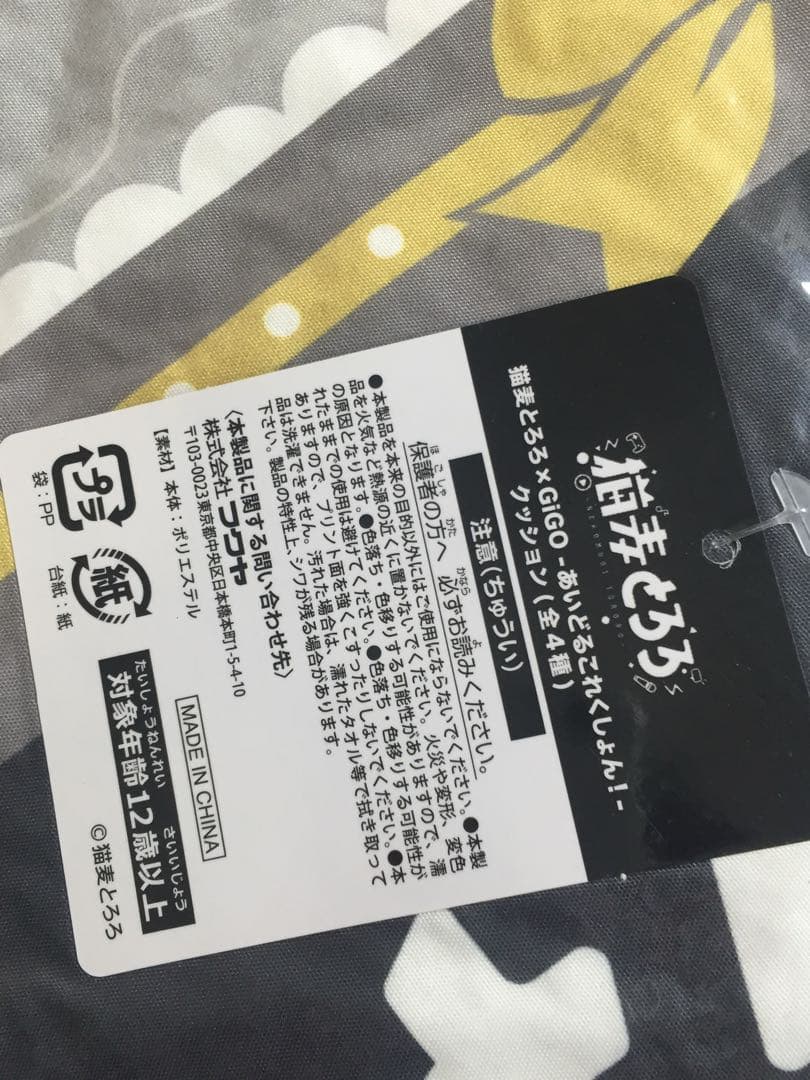 猫麦とろろ
猫麦とろろ×GiGO -あいどるこれくしょん!-
クッション(全4種)
注意(ちゅうい)
保護者の方へ 必ずお読みください。
ほごしゃ かた かなら よ
●本製品を本来の目的以外にはご使用にならないでください。●本製
品を火気など熱源の近くに置かないでください。火災や変形、変色
の原因となります。●色落ち・色移りする可能性がありますので、濡
れたままでの使用は避けてください。●色落ち・色移りする可能性が
ありますので、プリント面を強くこすったりしないでください。●本
品は洗濯できません。汚れた場合は、濡れたタオル等で拭き取って
下さい。製品の特性上、シワが残る場合があります。
〈本製品に関する問い合わせ先〉
株式会社 フクヤ
〒103-0023東京都中央区日本橋本町1-5-4-10
【素材】本体:ポリエステル
MADE IN CHINA
プラ
袋:PP
紙
台紙:紙
たいしょうねんれい さいいじょう
対象年齢12歳以上
©猫麦とろろ